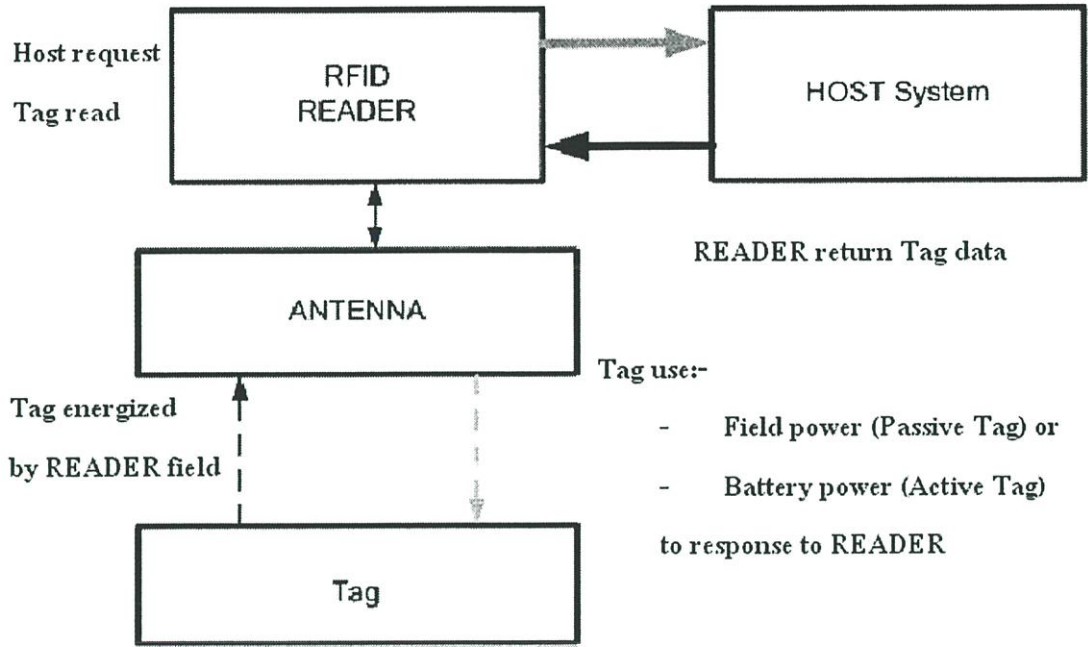 Host request
Tag read
RFID
READER
HOST System
READER return Tag data
ANTENNA
Tag energized
by READER field
Tag use:-
- Field power (Passive Tag) or
- Battery power (Active Tag)
to response to READER
Tag